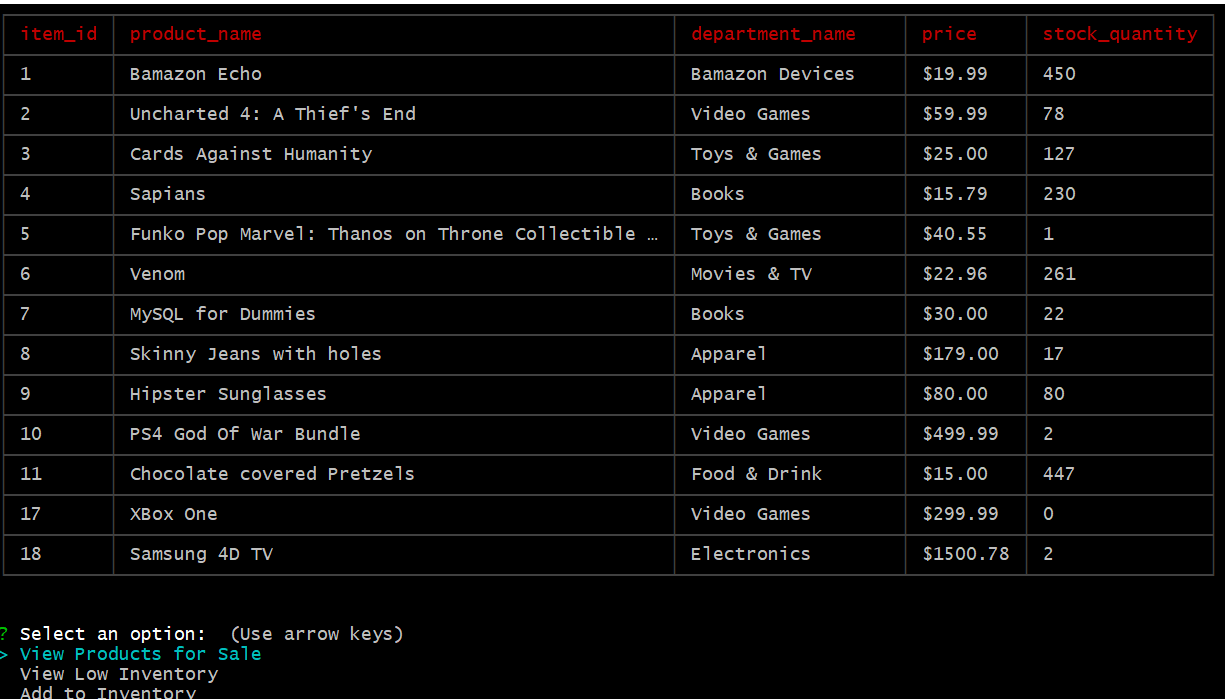 item_id product_name department_name price stock_quantity
1 Bamazon Echo Bamazon Devices $19.99 450
2 Uncharted 4: A Thief's End Video Games $59.99 78
3 Cards Against Humanity Toys & Games $25.00 127
4 Sapians Books $15.79 230
5 Funko Pop Marvel: Thanos on Throne Collectible … Toys & Games $40.55 1
6 Venom Movies & TV $22.96 261
7 MySQL for Dummies Books $30.00 22
8 Skinny Jeans with holes Apparel $179.00 17
9 Hipster Sunglasses Apparel $80.00 80
10 PS4 God Of War Bundle Video Games $499.99 2
11 Chocolate covered Pretzels Food & Drink $15.00 447
17 XBox One Video Games $299.99 0
18 Samsung 4D TV Electronics $1500.78 2
? Select an option: (Use arrow keys)
> View Products for Sale
View Low Inventory
Add to Inventory